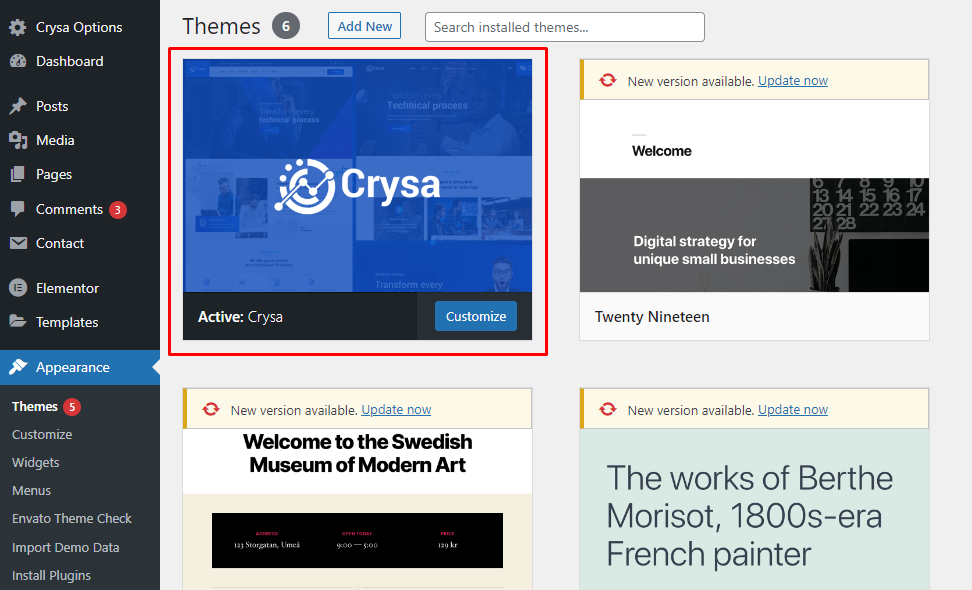 Crysa Options
Dashboard
Posts
Media
Pages
Comments 3
Contact
Elementor
Templates
Appearance
Themes 5
Customize
Widgets
Menus
Envato Theme Check
Import Demo Data
Install Plugins
Themes 6 Add New Search installed themes...
Technical process
Technical process
Crysa
Transform every
Active: Crysa Customize
New version available. Update now
Welcome
6 7 8 9 10
13 14 15 16 17
20 21 22 23 24
27 28
Digital strategy for
unique small businesses
Twenty Nineteen
New version available. Update now
Welcome to the Swedish
Museum of Modern Art
ADDRESS OPEN TODAY PRICE
123 Storgatan, Umeå 9:00 — 5:00 129 kr
New version available. Update now
The works of Berthe
Morisot, 1800s-era
French painter